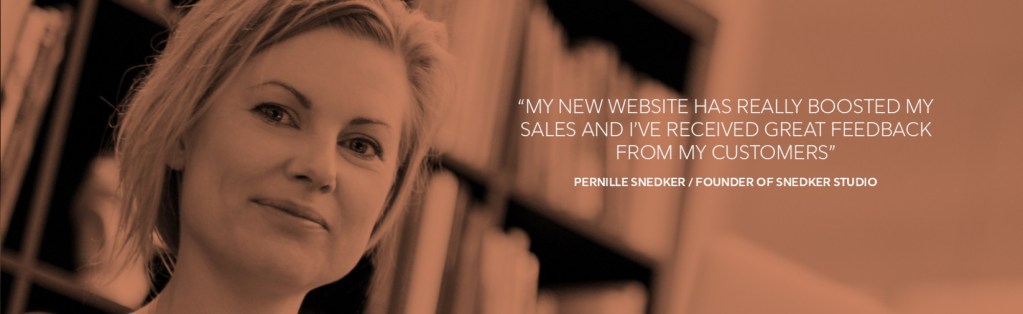 “MY NEW WEBSITE HAS REALLY BOOSTED MY
SALES AND I’VE RECEIVED GREAT FEEDBACK
FROM MY CUSTOMERS”
PERNILLE SNEDKER / FOUNDER OF SNEDKER STUDIO